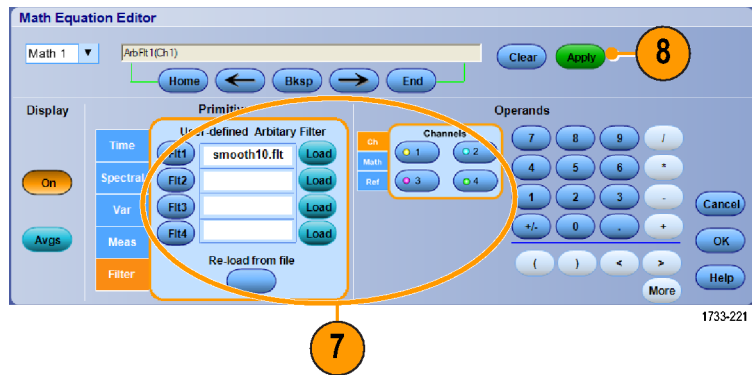 Math Equation Editor
Math 1
ArbFlt1(Ch1)
Clear
Apply
8
Home
Bksp
End
Display
Operands
On
Avgs
Time
Spectral
Var
Meas
Filter
User-defined Arbitary Filter
Flt1
smooth10.flt
Load
Flt2
Load
Flt3
Load
Flt4
Load
Re-load from file
Ch
Math
Ref
Channels
1
2
3
4
7
8
9
/
4
5
6
*
1
2
3
-
+/-
0
.
+
(
)
<
>
More
Cancel
OK
Help
7
1733-221